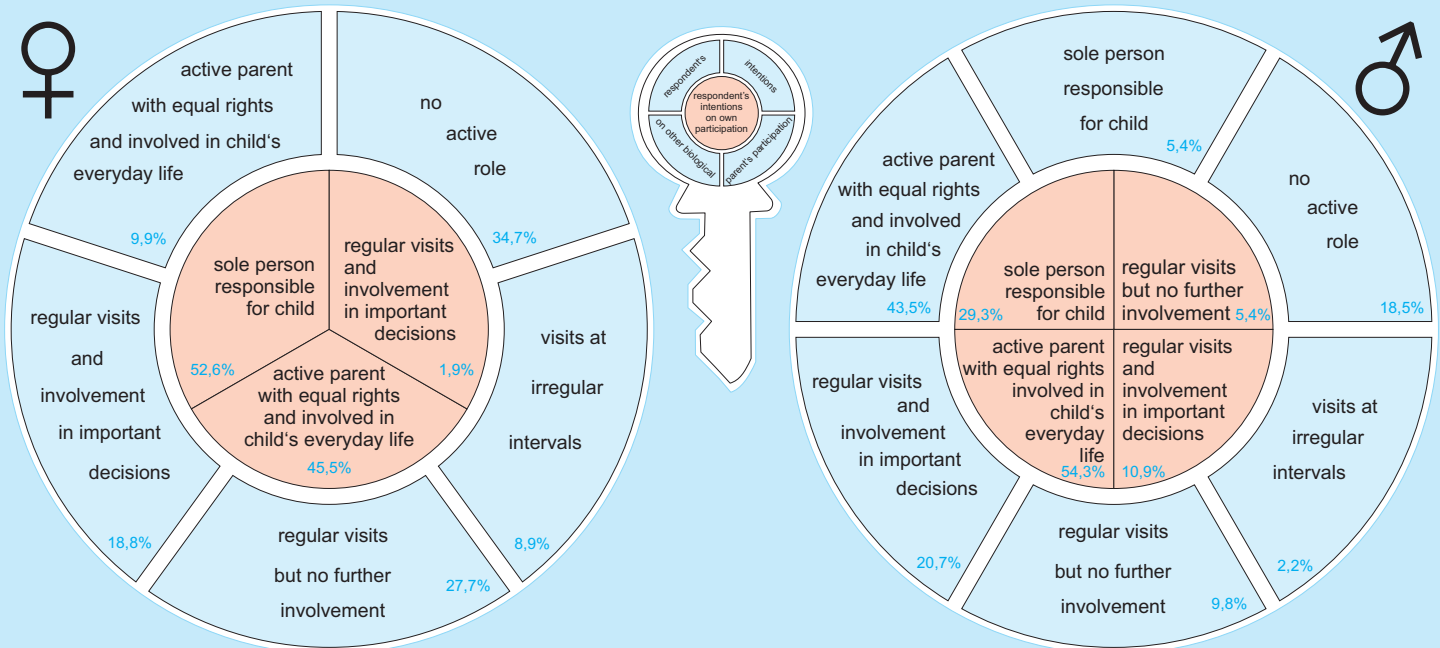 active parent
with equal rights
and involved in child‘s
everyday life
9,9%
no
active
role
34,7%
regular visits
and
involvement
in important
decisions
18,8%
visits at
irregular
intervals
8,9%
regular visits
but no further
involvement
27,7%
sole person
responsible
for child
52,6%
regular visits
and
involvement
in important
decisions
1,9%
active parent
with equal rights
and involved in
child‘s everyday life
45,5%
respondent's
intentions
on other biological
parent's participation
respondent's
intentions
on own
participation
sole person
responsible
for child
5,4%
active parent
with equal rights
and involved
in child‘s
everyday life
43,5%
no
active
role
18,5%
regular visits
and
involvement
in important
decisions
20,7%
visits at
irregular
intervals
2,2%
regular visits
but no further
involvement
9,8%
sole person
responsible
for child
29,3%
regular visits
but no further
involvement 5,4%
active parent
with equal rights
involved in
child‘s
everyday
life
54,3%
regular visits
and
involvement
in important
decisions
10,9%